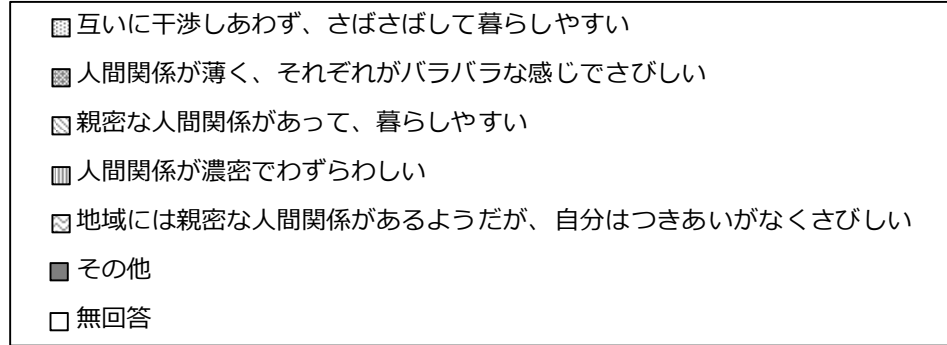 互いに干渉しあわず、さばさばして暮らしやすい
人間関係が薄く、それぞれがバラバラな感じでさびしい
親密な人間関係があって、暮らしやすい
人間関係が濃密でわずらわしい
地域には親密な人間関係があるようだが、自分はつきあいがなくさびしい
その他
無回答